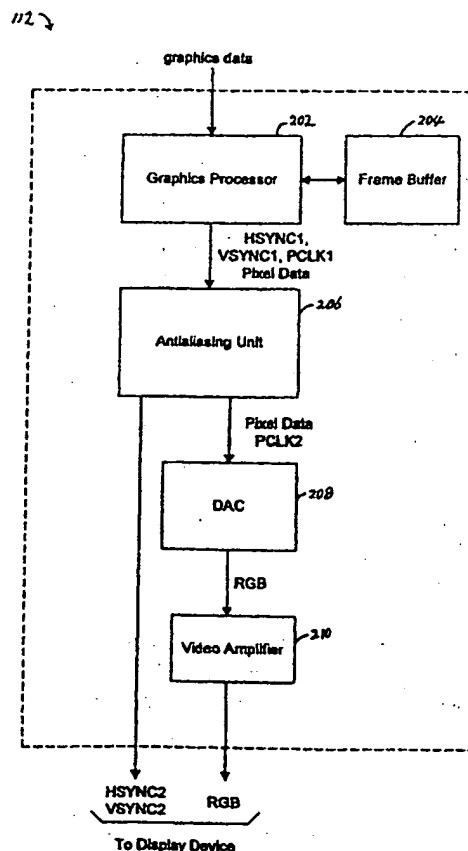 112
graphics data
202
204
Graphics Processor
Frame Buffer
HSYNC1,
VSYNC1, PCLK1
Pixel Data
206
Antialiasing Unit
Pixel Data
PCLK2
208
DAC
RGB
210
Video Amplifier
HSYNC2
VSYNC2
RGB
To Display Device